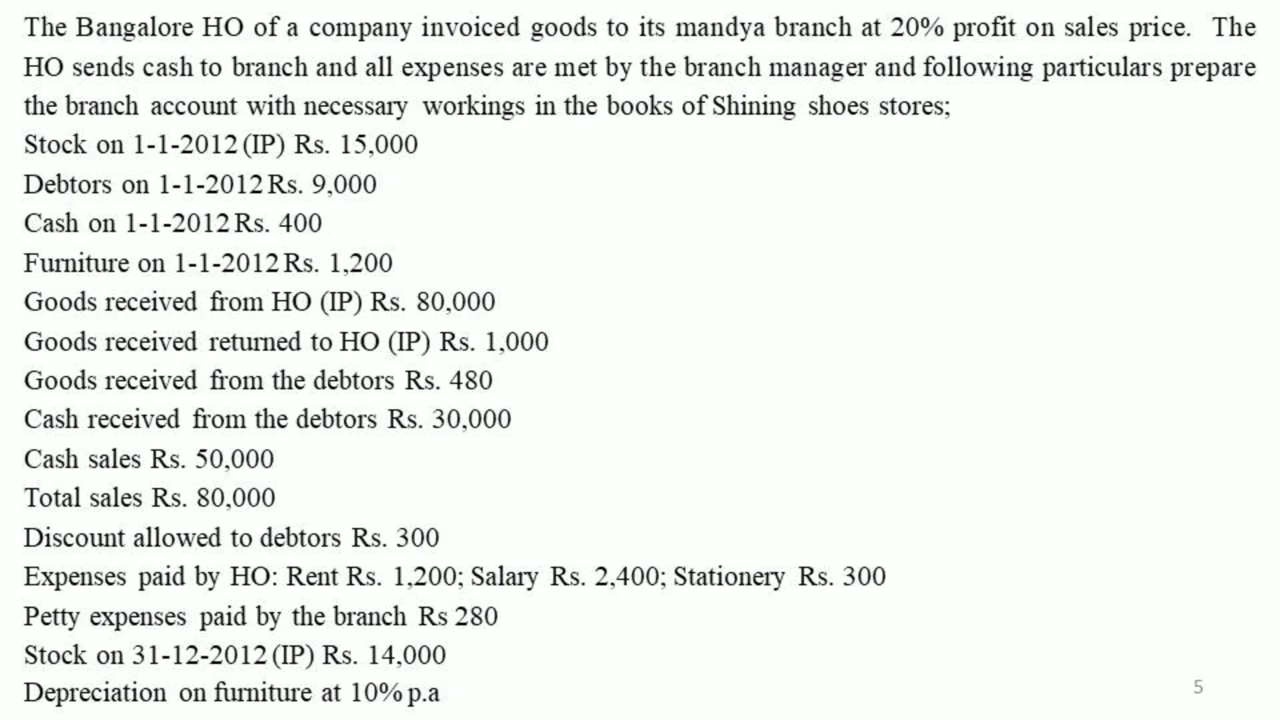 The Bangalore HO of a company invoiced goods to its mandya branch at 20% profit on sales price. The
HO sends cash to branch and all expenses are met by the branch manager and following particulars prepare
the branch account with necessary workings in the books of Shining shoes stores;
Stock on 1-1-2012 (IP) Rs. 15,000
Debtors on 1-1-2012 Rs. 9,000
Cash on 1-1-2012 Rs. 400
Furniture on 1-1-2012 Rs. 1,200
Goods received from HO (IP) Rs. 80,000
Goods received returned to HO (IP) Rs. 1,000
Goods received from the debtors Rs. 480
Cash received from the debtors Rs. 30,000
Cash sales Rs. 50,000
Total sales Rs. 80,000
Discount allowed to debtors Rs. 300
Expenses paid by HO: Rent Rs. 1,200; Salary Rs. 2,400; Stationery Rs. 300
Petty expenses paid by the branch Rs 280
Stock on 31-12-2012 (IP) Rs. 14,000
Depreciation on furniture at 10% p.a
5